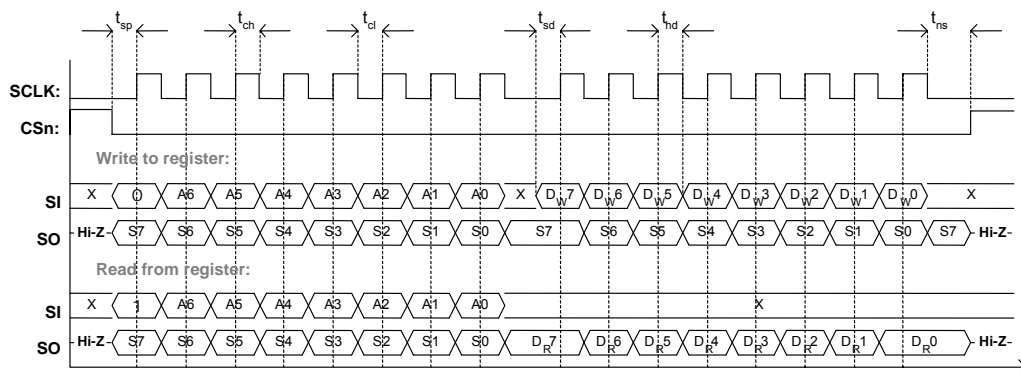 tsp tch tcl tsd thd tns
SCLK:
CSn:
Write to register:
SI X 0 A6 A5 A4 A3 A2 A1 A0 X DW7 DW6 DW5 DW4 DW3 DW2 DW1 DW0 X
SO Hi-Z S7 S6 S5 S4 S3 S2 S1 S0 S7 S6 S5 S4 S3 S2 S1 S0 S7 Hi-Z
Read from register:
SI X 1 A6 A5 A4 A3 A2 A1 A0 X
SO Hi-Z S7 S6 S5 S4 S3 S2 S1 S0 DR7 DR6 DR5 DR4 DR3 DR2 DR1 DR0 Hi-Z